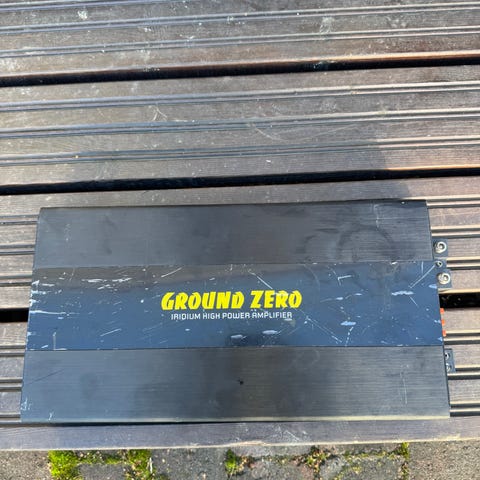 GROUND ZERO
IRIDIUM HIGH POWER AMPLIFIER